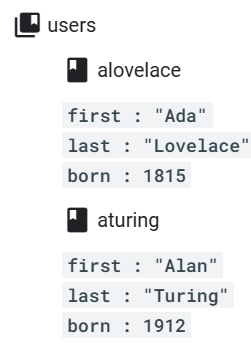 users
alovelace
first : "Ada"
last : "Lovelace"
born : 1815
aturing
first : "Alan"
last : "Turing"
born : 1912